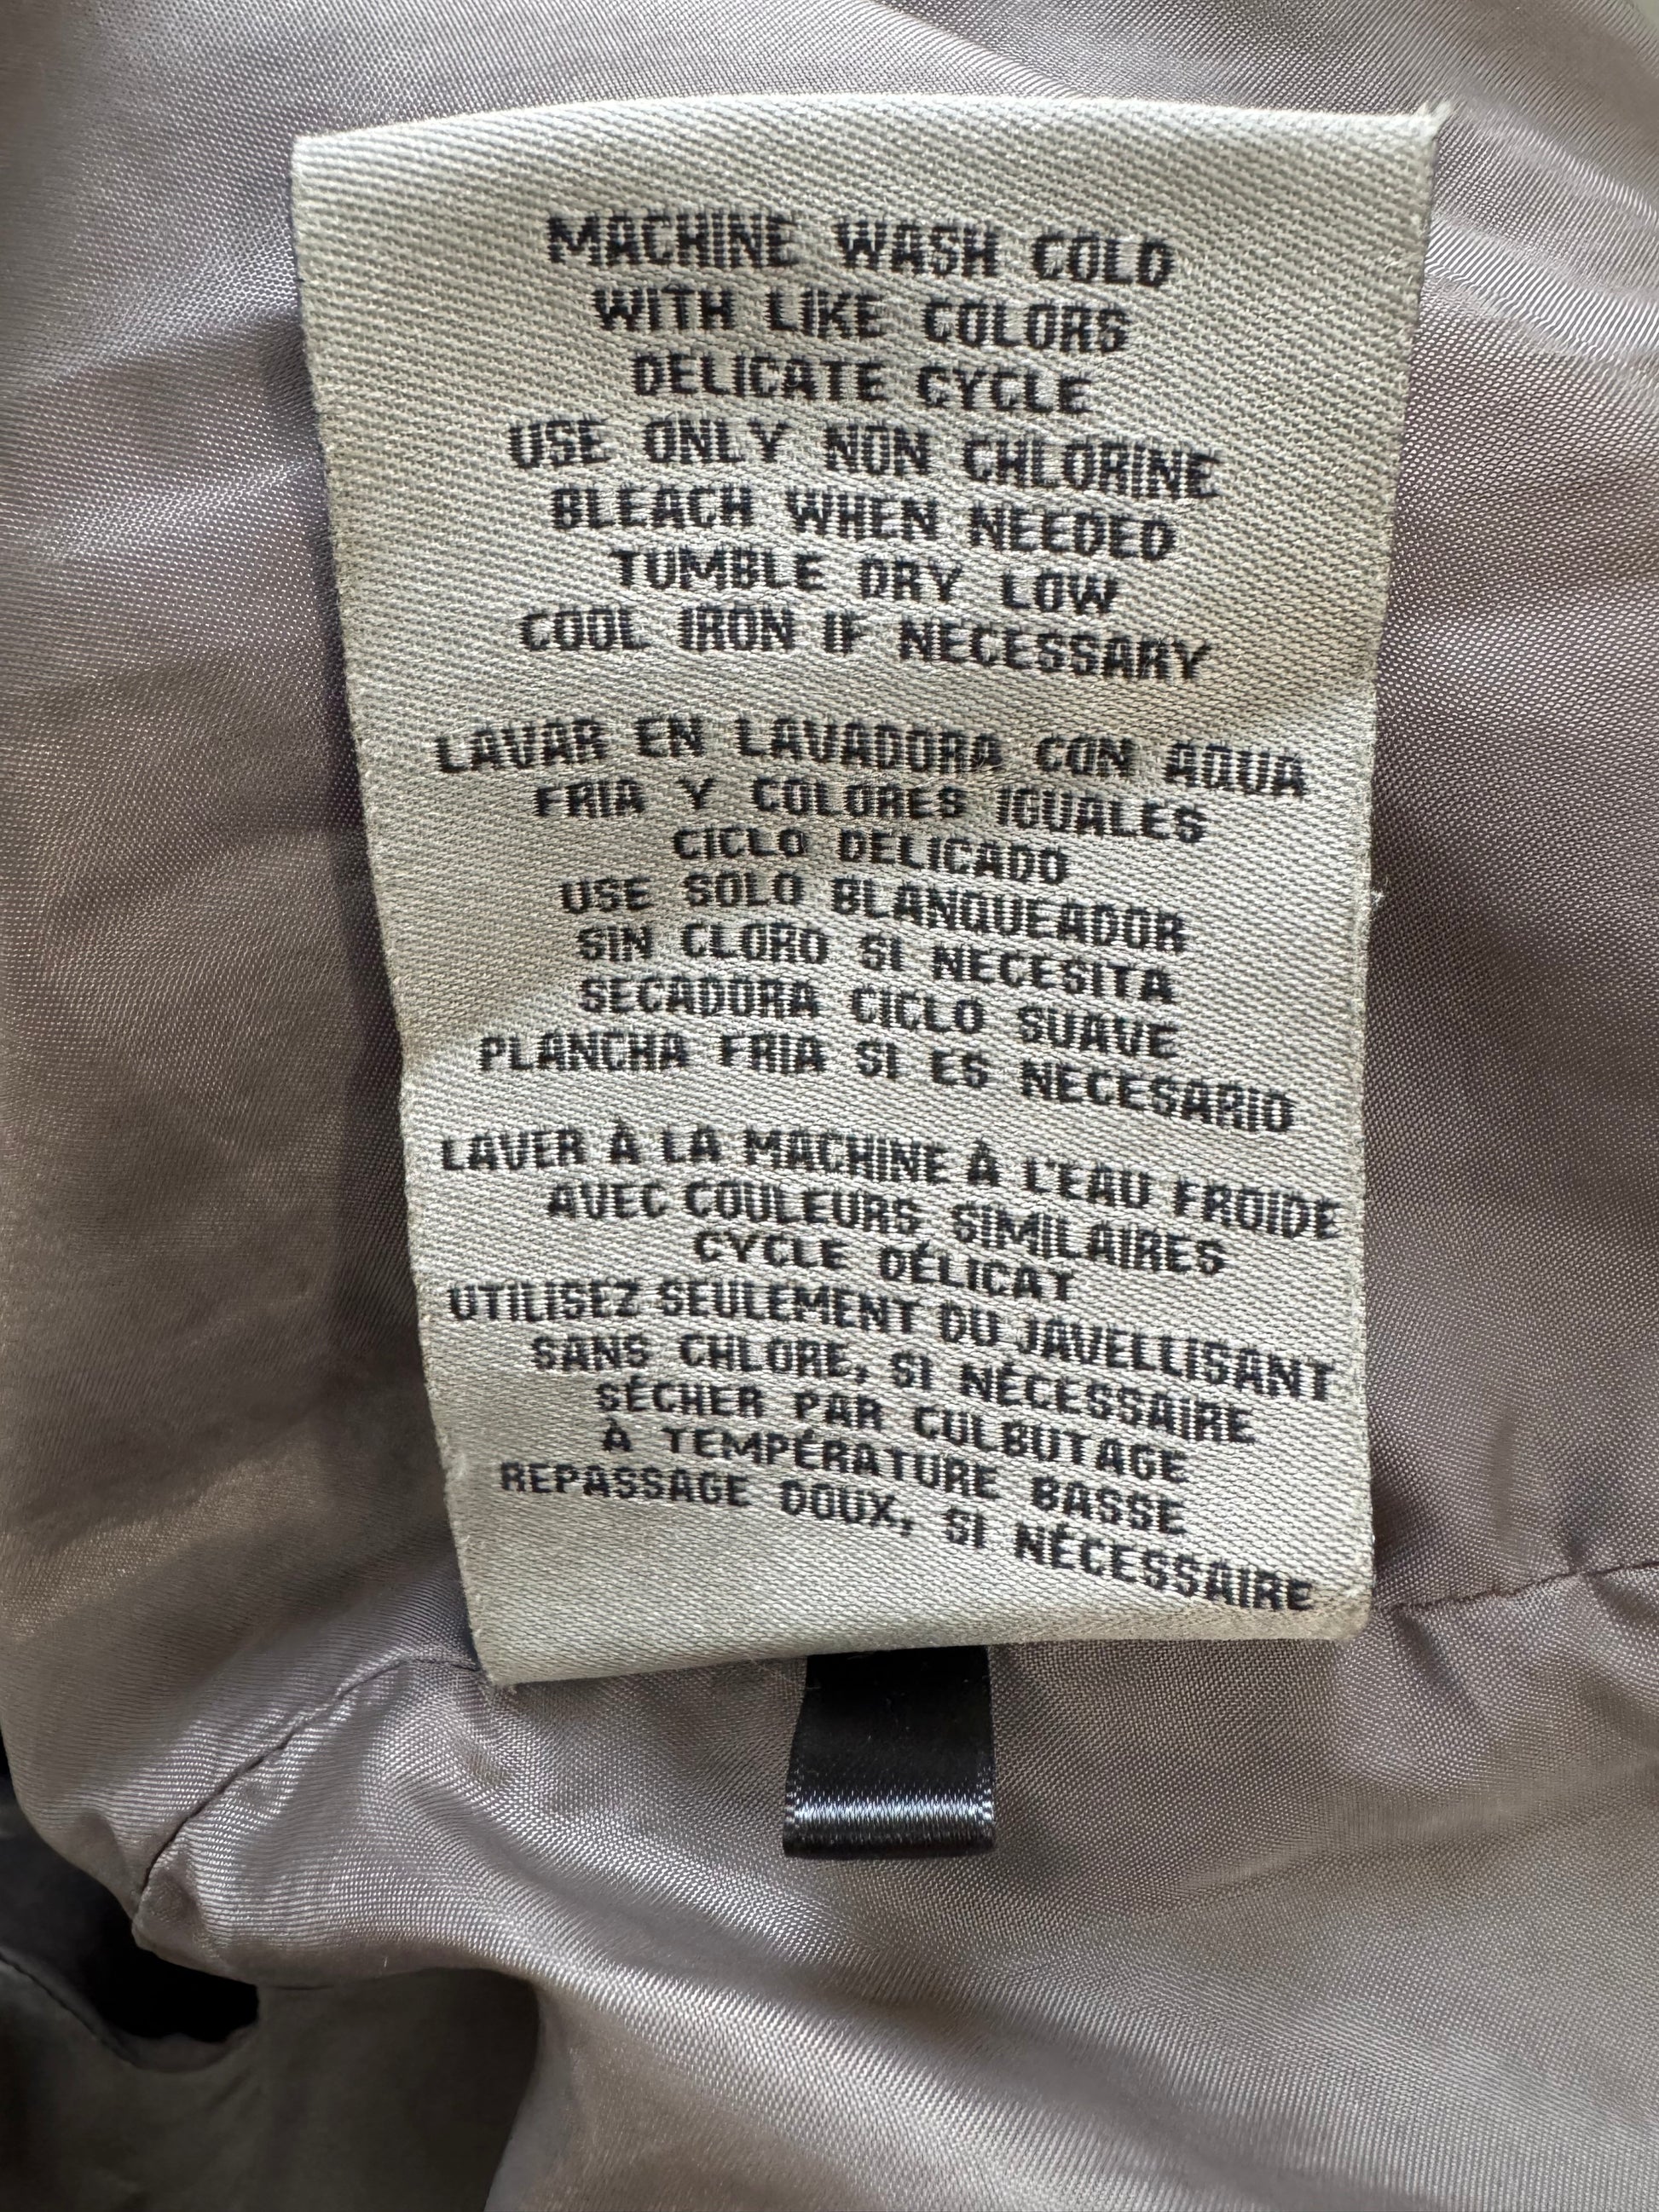 MACHINE WASH COLD
WITH LIKE COLORS
DELICATE CYCLE
USE ONLY NON CHLORINE
BLEACH WHEN NEEDED
TUMBLE DRY LOW
COOL IRON IF NECESSARY
LAVAR EN LAVADORA CON AQUA
FRIA Y COLORES IGUALES
CICLO DELICADO
USE SOLO BLANQUEADOR
SIN CLORO SI NECESITA
SECADORA CICLO SUAVE
PLANCHA FRIA SI ES NECESARIO
LAVER À LA MACHINE À L'EAU FROIDE
AVEC COULEURS SIMILAIRES
CYCLE DÉLICAT
UTILISEZ SEULEMENT DU JAVELLISANT
SANS CHLORE, SI NÉCESSAIRE
SÉCHER PAR CULBUTAGE
À TEMPÉRATURE BASSE
REPASSAGE DOUX, SI NÉCESSAIRE